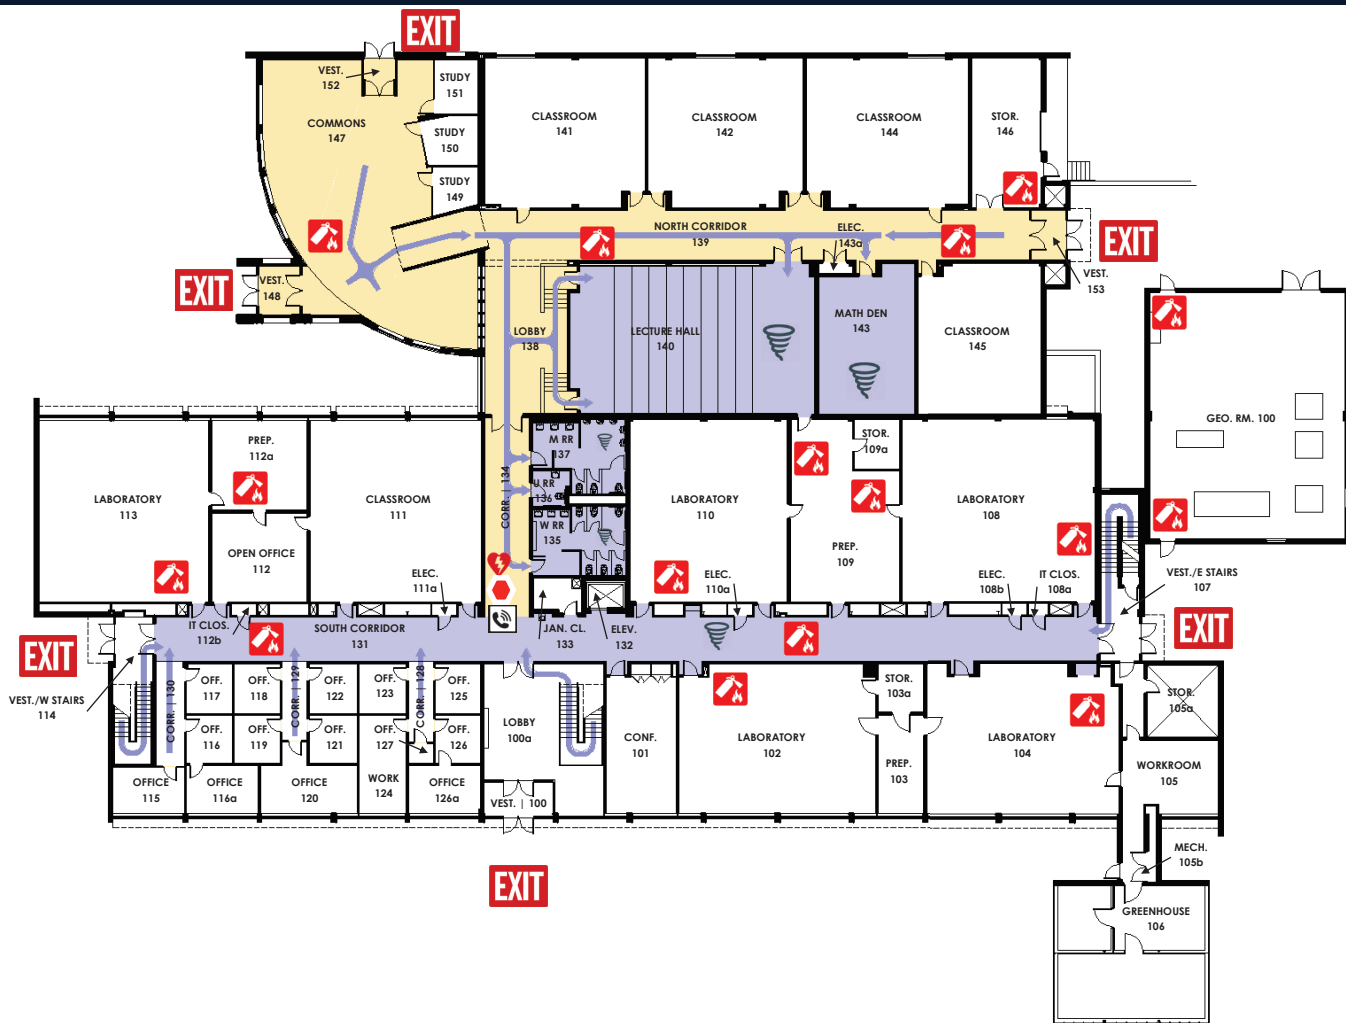 EXIT
VEST.
152
STUDY
151
COMMONS
147
STUDY
150
STUDY
149
CLASSROOM
141
CLASSROOM
142
CLASSROOM
144
STOR.
146
NORTH CORRIDOR
139
ELEC.
143a
EXIT
VEST.
153
EXIT
VEST.
148
LOBBY
138
LECTURE HALL
140
MATH DEN
143
CLASSROOM
145
GEO. RM. 100
M RR
137
U RR
136
W RR
135
CORR. | 134
PREP.
112a
LABORATORY
113
CLASSROOM
111
OPEN OFFICE
112
ELEC.
111a
LABORATORY
110
ELEC.
110a
STOR.
109a
PREP.
109
LABORATORY
108
ELEC.
108b
IT CLOS.
108a
VEST./E STAIRS
107
EXIT
IT CLOS.
112b
SOUTH CORRIDOR
131
JAN. CL.
133
ELEV.
132
EXIT
VEST./W STAIRS
114
CORR. | 130
OFF.
117
OFF.
118
CORR. | 129
OFF.
122
OFF.
123
CORR. | 128
OFF.
125
OFF.
116
OFF.
119
OFF.
121
OFF.
127
OFF.
126
OFFICE
115
OFFICE
116a
OFFICE
120
WORK
124
OFFICE
126a
LOBBY
100a
VEST. | 100
CONF.
101
LABORATORY
102
STOR.
103a
PREP.
103
LABORATORY
104
STOR.
105a
WORKROOM
105
MECH.
105b
GREENHOUSE
106
EXIT